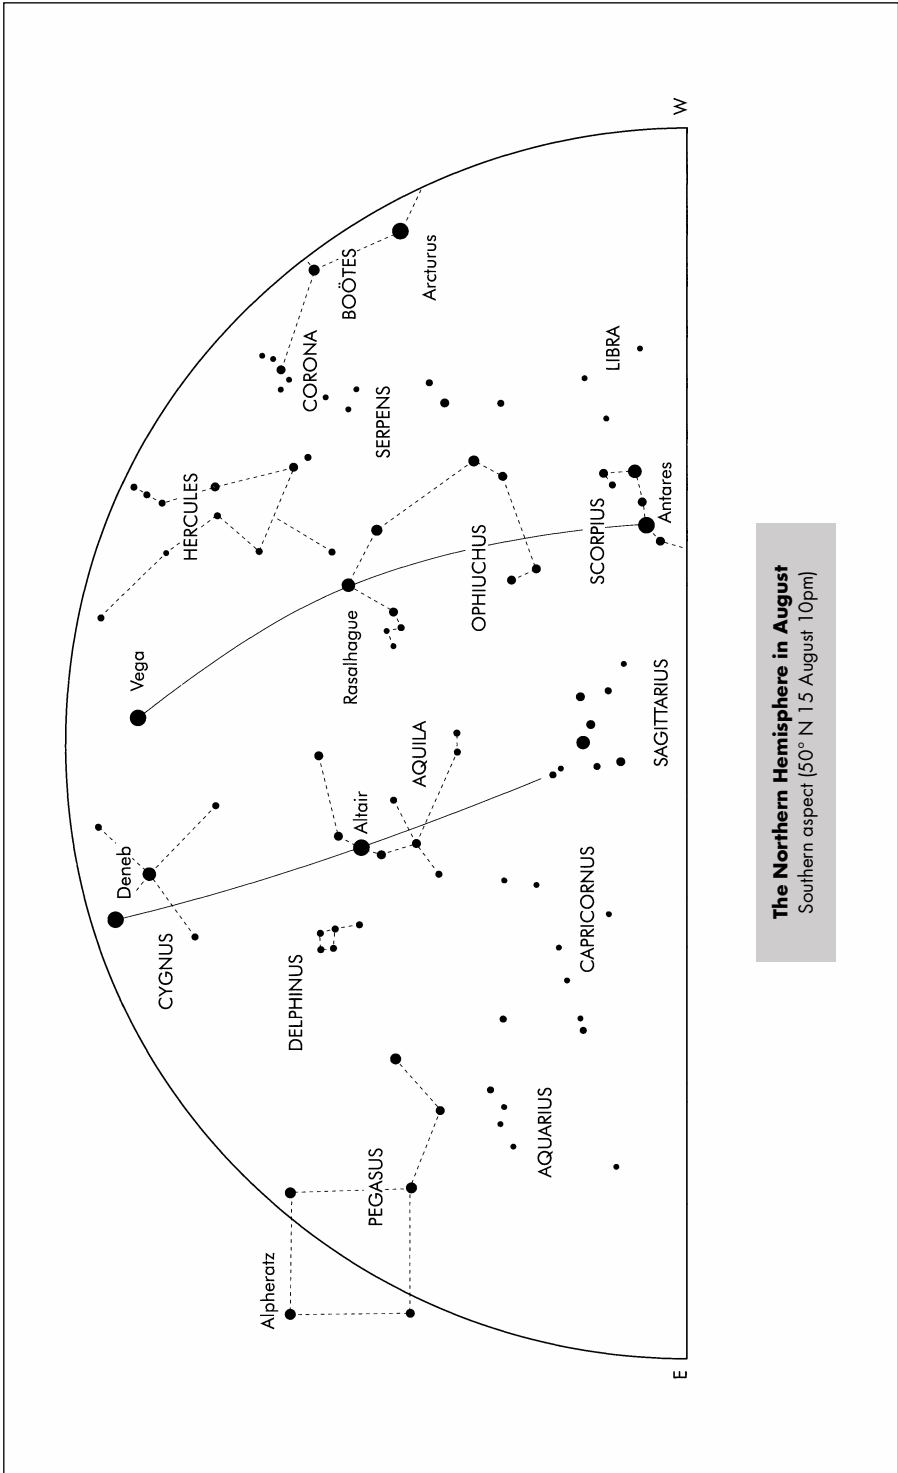 Deneb
Vega
CYGNUS
HERCULES
Alpheratz
DELPHINUS
CORONA
BOÖTES
PEGASUS
Altair
Rasalhague
SERPENS
AQUILA
Arcturus
OPHIUCHUS
AQUARIUS
CAPRICORNUS
SCORPIUS
LIBRA
SAGITTARIUS
Antares
E
W
The Northern Hemisphere in August
Southern aspect (50° N 15 August 10pm)